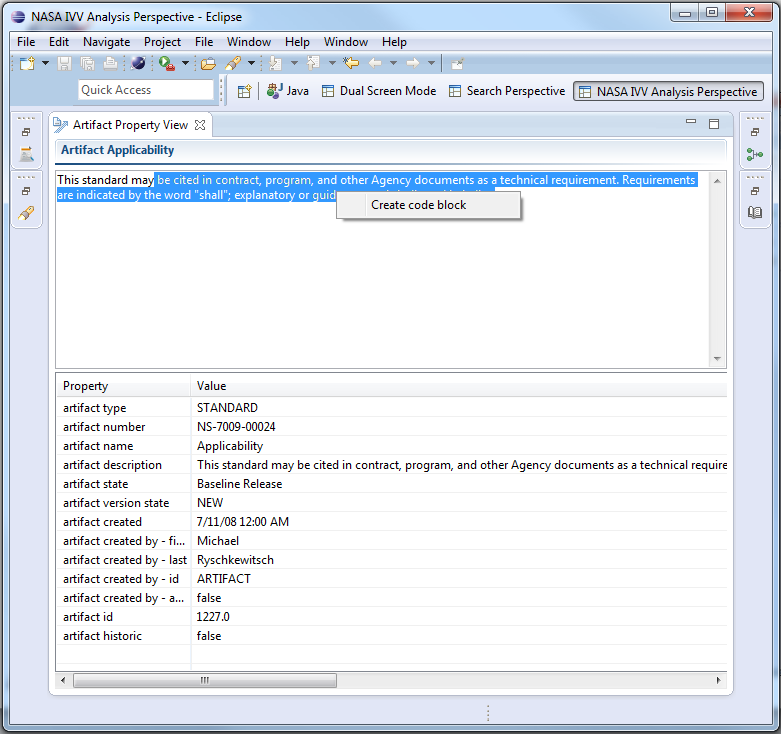 NASA IVV Analysis Perspective - Eclipse
File Edit Navigate Project File Window Help Window Help
Quick Access Java Dual Screen Mode Search Perspective NASA IVV Analysis Perspective
Artifact Property View
Artifact Applicability
This standard may be cited in contract, program, and other Agency documents as a technical requirement. Requirements
are indicated by the word "shall"; explanatory or guid
Create code block
Property Value
artifact type STANDARD
artifact number NS-7009-00024
artifact name Applicability
artifact description This standard may be cited in contract, program, and other Agency documents as a technical require
artifact state Baseline Release
artifact version state NEW
artifact created 7/11/08 12:00 AM
artifact created by - fi... Michael
artifact created by - last Ryschkewitsch
artifact created by - id ARTIFACT
artifact created by - a... false
artifact id 1227.0
artifact historic false